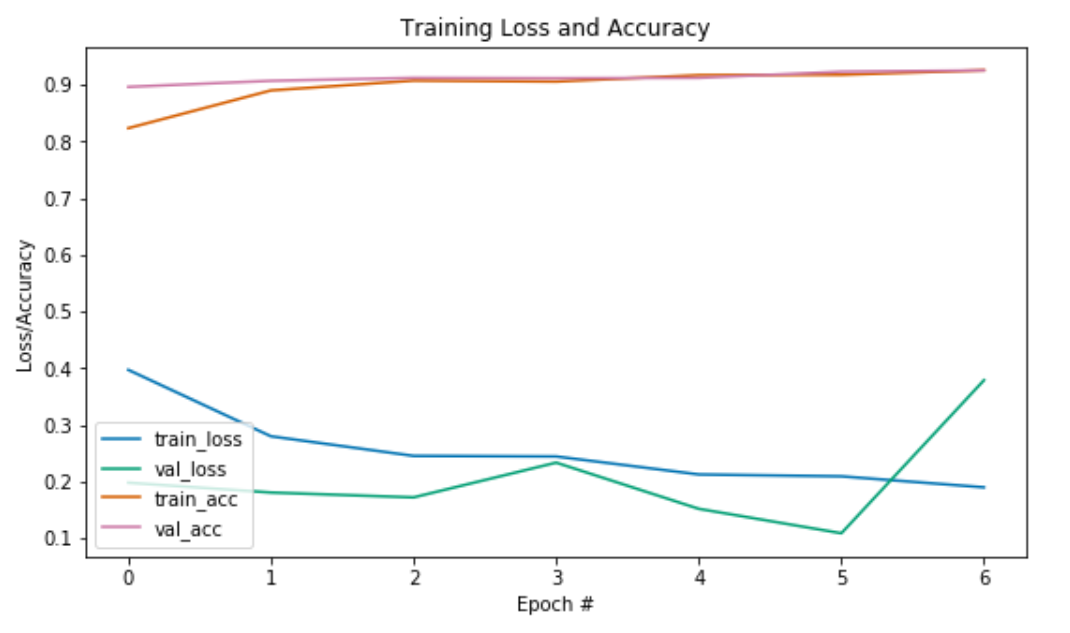 Training Loss and Accuracy
Loss/Accuracy
0.9
0.8
0.7
0.6
0.5
0.4
0.3
0.2
0.1
train_loss
val_loss
train_acc
val_acc
0 1 2 3 4 5 6
Epoch #